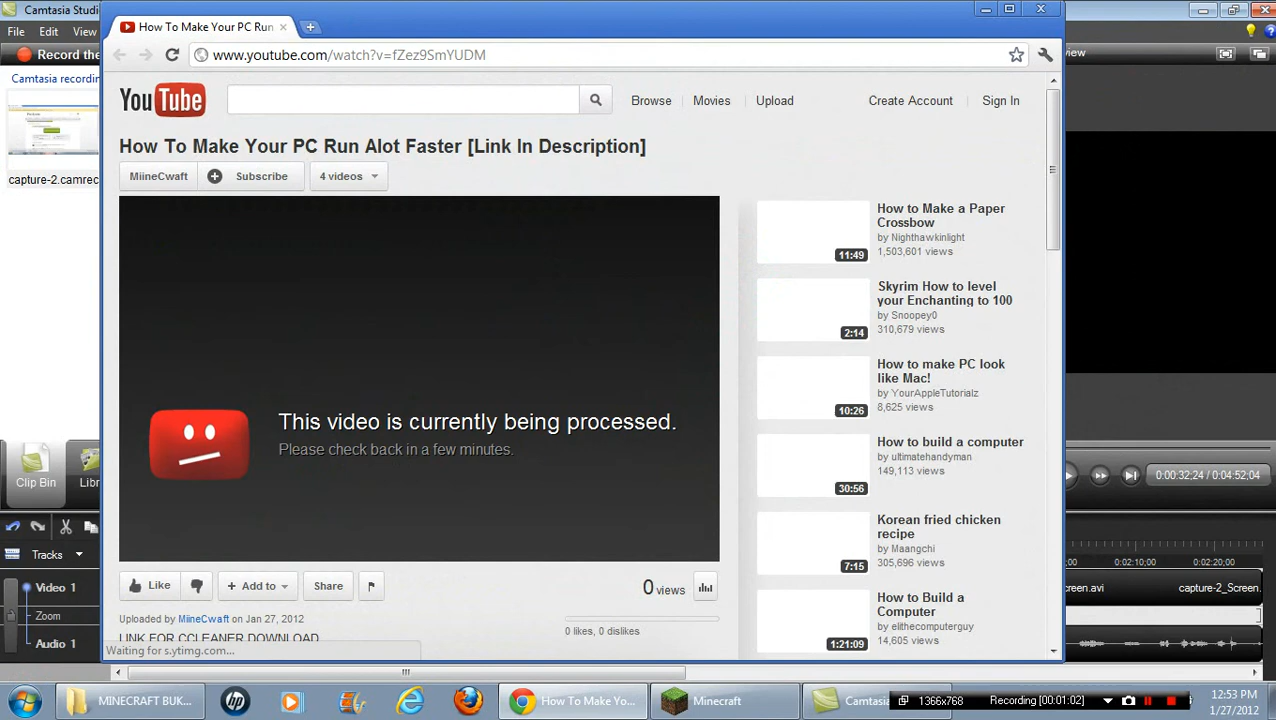 Camtasia Studi
How To Make Your PC Run
File Edit View
Record the
www.youtube.com/watch?v=fZez9SmYUDM
Camtasia recordin
YouTube
Browse Movies Upload Create Account Sign In
capture-2.camrec
How To Make Your PC Run Alot Faster [Link In Description]
MiineCwaft Subscribe 4 videos
This video is currently being processed.
Please check back in a few minutes.
How to Make a Paper
Crossbow
by Nighthawkinlight
1,503,601 views
11:49
Skyrim How to level
your Enchanting to 100
by Snoopey0
310,679 views
2:14
How to make PC look
like Mac!
by YourAppleTutorialz
8,625 views
10:26
How to build a computer
by ultimatehandyman
149,113 views
30:56
Korean fried chicken
recipe
by Maangchi
305,696 views
7:15
How to Build a
Computer
by elithecomputerguy
14,605 views
1:21:09
Like Add to Share
0 views
Uploaded by MiineCwaft on Jan 27, 2012
0 likes, 0 dislikes
LINK FOR CCLEANER DOWNLOAD
Waiting for s.ytimg.com...
Clip Bin Libr
Tracks
Video 1
Zoom
Audio 1
0:00:32;24 / 0:04:52;04
02:10;00 02:20;00
een.avi capture-2_Screen.
MINECRAFT BUK...
How To Make Yo...
Minecraft
Camtasia
1366x768
Recording [00:01:02]
12:53 PM
1/27/2012